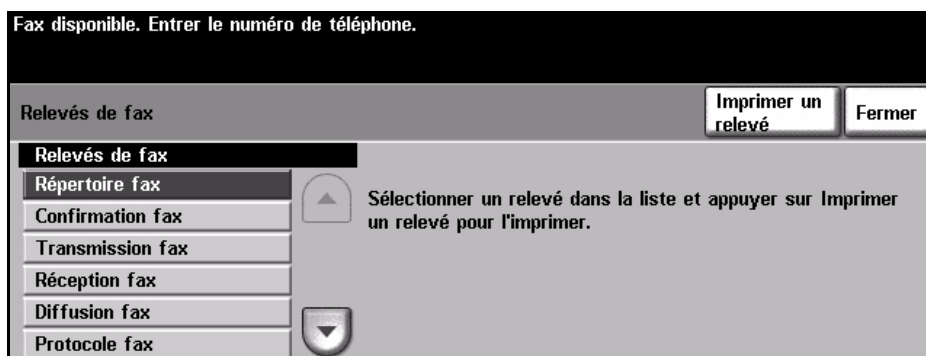 Fax disponible. Entrer le numéro de téléphone.
Relevés de fax
Imprimer un
relevé
Fermer
Relevés de fax
Répertoire fax
Confirmation fax
Transmission fax
Réception fax
Diffusion fax
Protocole fax
Sélectionner un relevé dans la liste et appuyer sur Imprimer
un relevé pour l'imprimer.